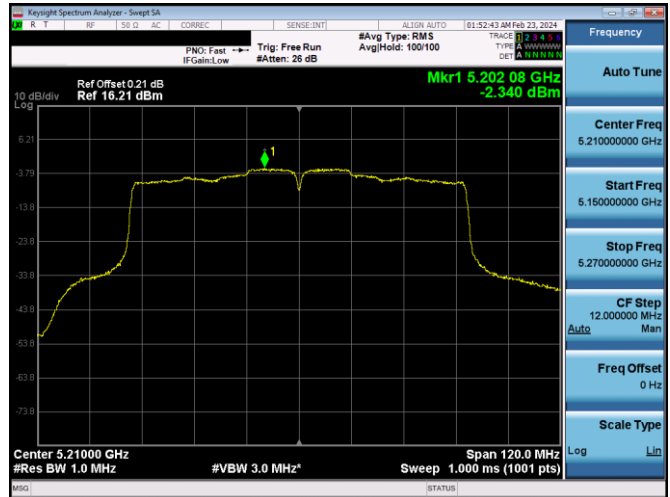 Keysight Spectrum Analyzer - Swept SA
R T RF 50 Ω AC CORREC SENSE:INT ALIGN AUTO 01:52:43 AM Feb 23, 2024
PNO: Fast
IFGain:Low
Trig: Free Run
#Atten: 26 dB
#Avg Type: RMS
Avg|Hold: 100/100
TRACE 1 2 3 4 5 6
TYPE A WWWWW
DET A N N N N N
Mkr1 5.202 08 GHz
-2.340 dBm
Ref Offset 0.21 dB
10 dB/div Ref 16.21 dBm
Log
6.21
-3.79
-13.8
-23.8
-33.8
-43.8
-53.8
-63.8
-73.8
1
Center 5.21000 GHz
Span 120.0 MHz
#Res BW 1.0 MHz
#VBW 3.0 MHz*
Sweep 1.000 ms (1001 pts)
MSG
STATUS
Frequency
Auto Tune
Center Freq
5.210000000 GHz
Start Freq
5.150000000 GHz
Stop Freq
5.270000000 GHz
CF Step
12.000000 MHz
Auto Man
Freq Offset
0 Hz
Scale Type
Log Lin